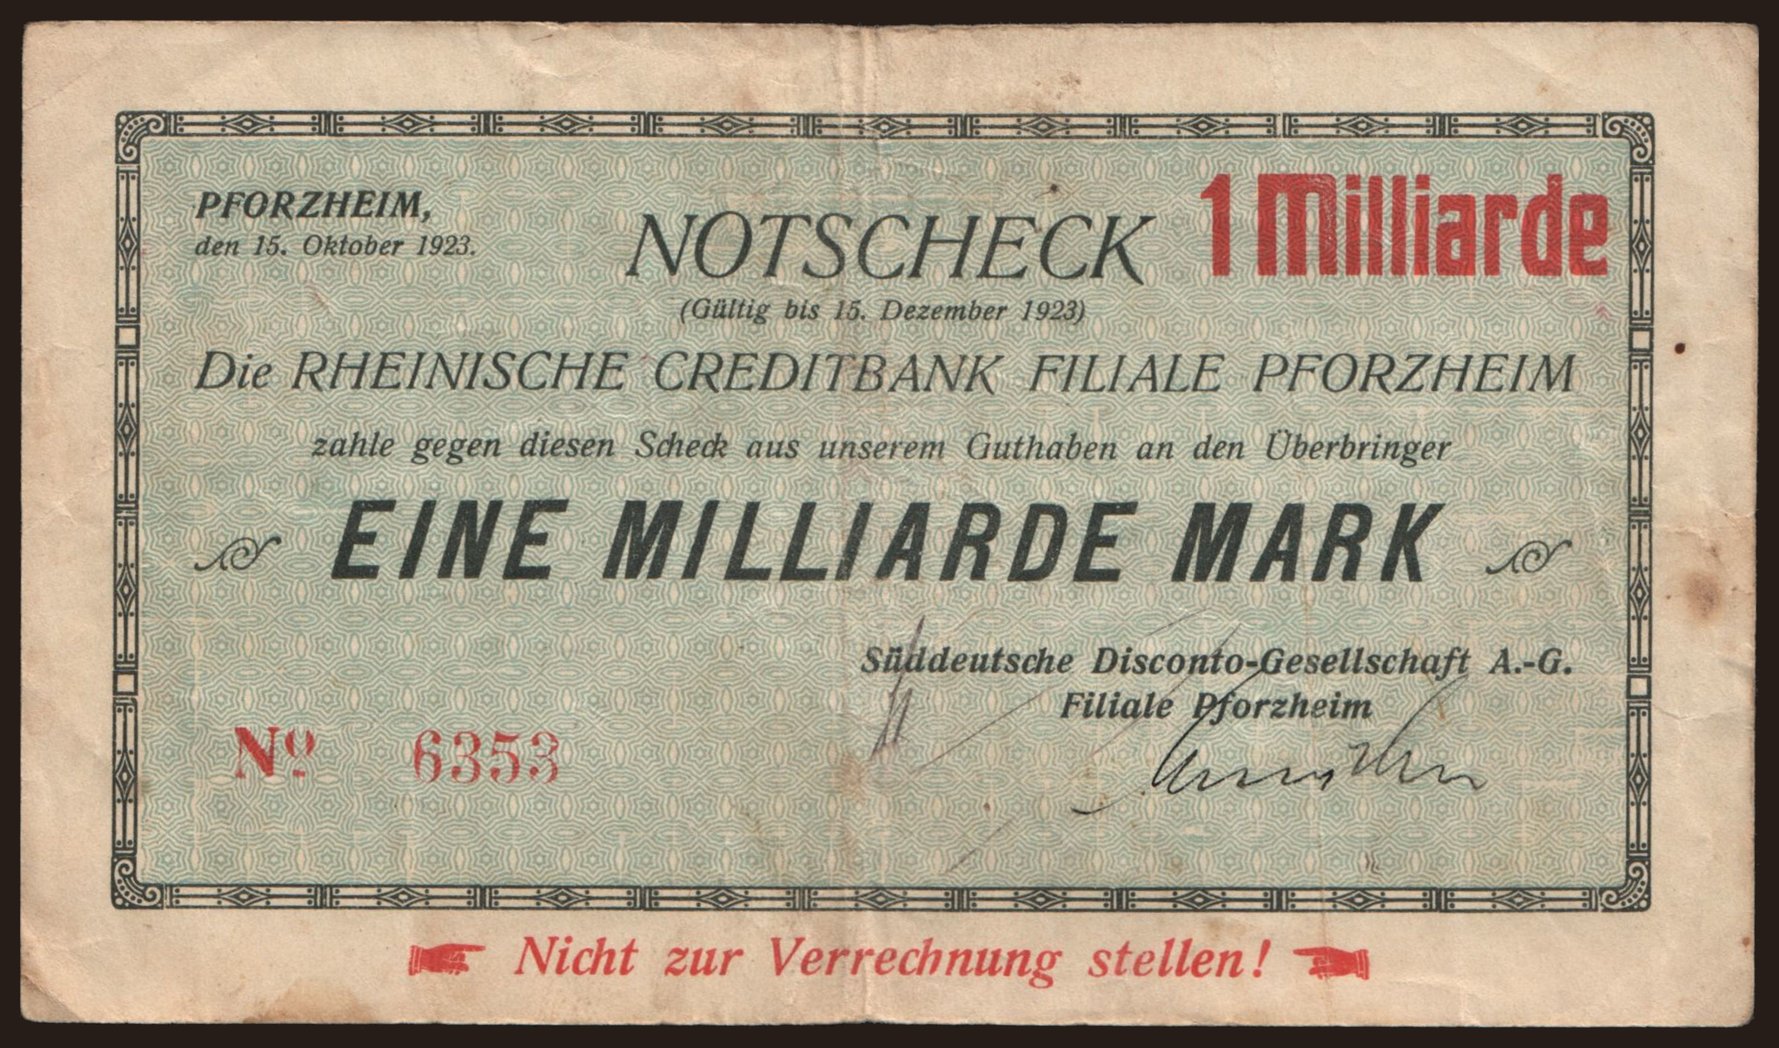 PFORZHEIM,
den 15. Oktober 1923.
NOTSCHECK
1 Milliarde
(Gültig bis 15. Dezember 1923)
Die RHEINISCHE CREDITBANK FILIALE PFORZHEIM
zahle gegen diesen Scheck aus unserem Guthaben an den Überbringer
EINE MILLIARDE MARK
Süddeutsche Disconto-Gesellschaft A.-G.
Filiale Pforzheim
Nº 6353
Nicht zur Verrechnung stellen!